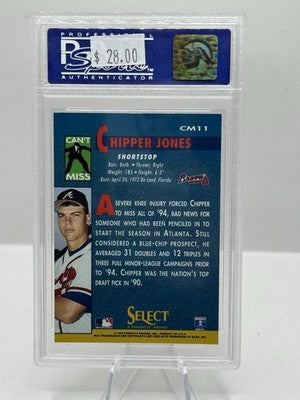 PROFESSIONAL
$ 28.00
Sports
AUTHENTICATOR
CM11
CAN'T
MISS
CHIPPER JONES
SHORTSTOP
Bats: Both • Throws: Right
Weight: 185 • Height: 6'3"
Born: April 24, 1972 De Land, Florida
Braves
A SEVERE KNEE INJURY FORCED CHIPPER
TO MISS ALL OF '94, BAD NEWS FOR
SOMEONE WHO HAD BEEN PENCILED IN TO
START THE SEASON IN ATLANTA. STILL
CONSIDERED A BLUE-CHIP PROSPECT, HE
AVERAGED 31 DOUBLES AND 12 TRIPLES IN
THREE FULL MINOR-LEAGUE CAMPAIGNS PRIOR
TO '94. CHIPPER WAS THE NATION'S TOP
DRAFT PICK IN '90.
SELECT
A PINNACLE BRAND